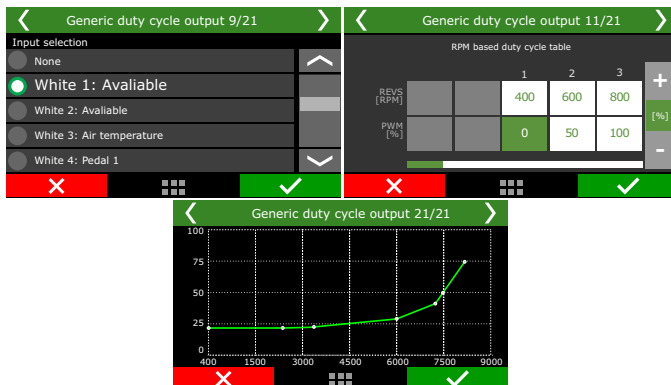 Generic duty cycle output 9/21
Input selection
None
White 1: Avaliable
White 2: Avaliable
White 3: Air temperature
White 4: Pedal 1
Generic duty cycle output 11/21
RPM based duty cycle table
1 2 3
REVS [RPM] 400 600 800
PWM [%] 0 50 100
+
[%]
-
Generic duty cycle output 21/21
100
75
50
25
0
400 1500 3000 4500 6000 7500 9000